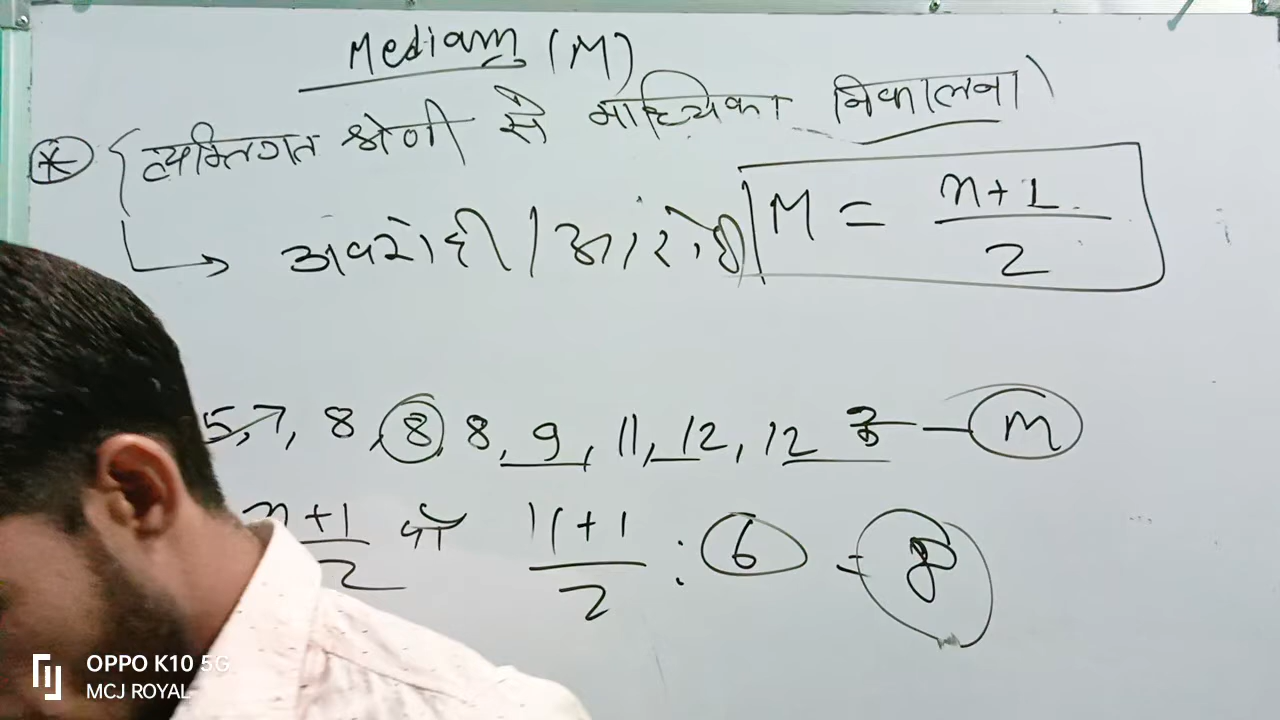 Median (M)
* { व्यक्तिगत श्रेणी से माध्यिका निकालना )
→ अवरोही / आरोही M = n+1 / 2
5, 7, 8, 8, 8, 9, 11, 12, 12 — M
n+1 / 2 वाँ 11+1 / 2 : 6 = 8
OPPO K10 5G
MCJ ROYAL